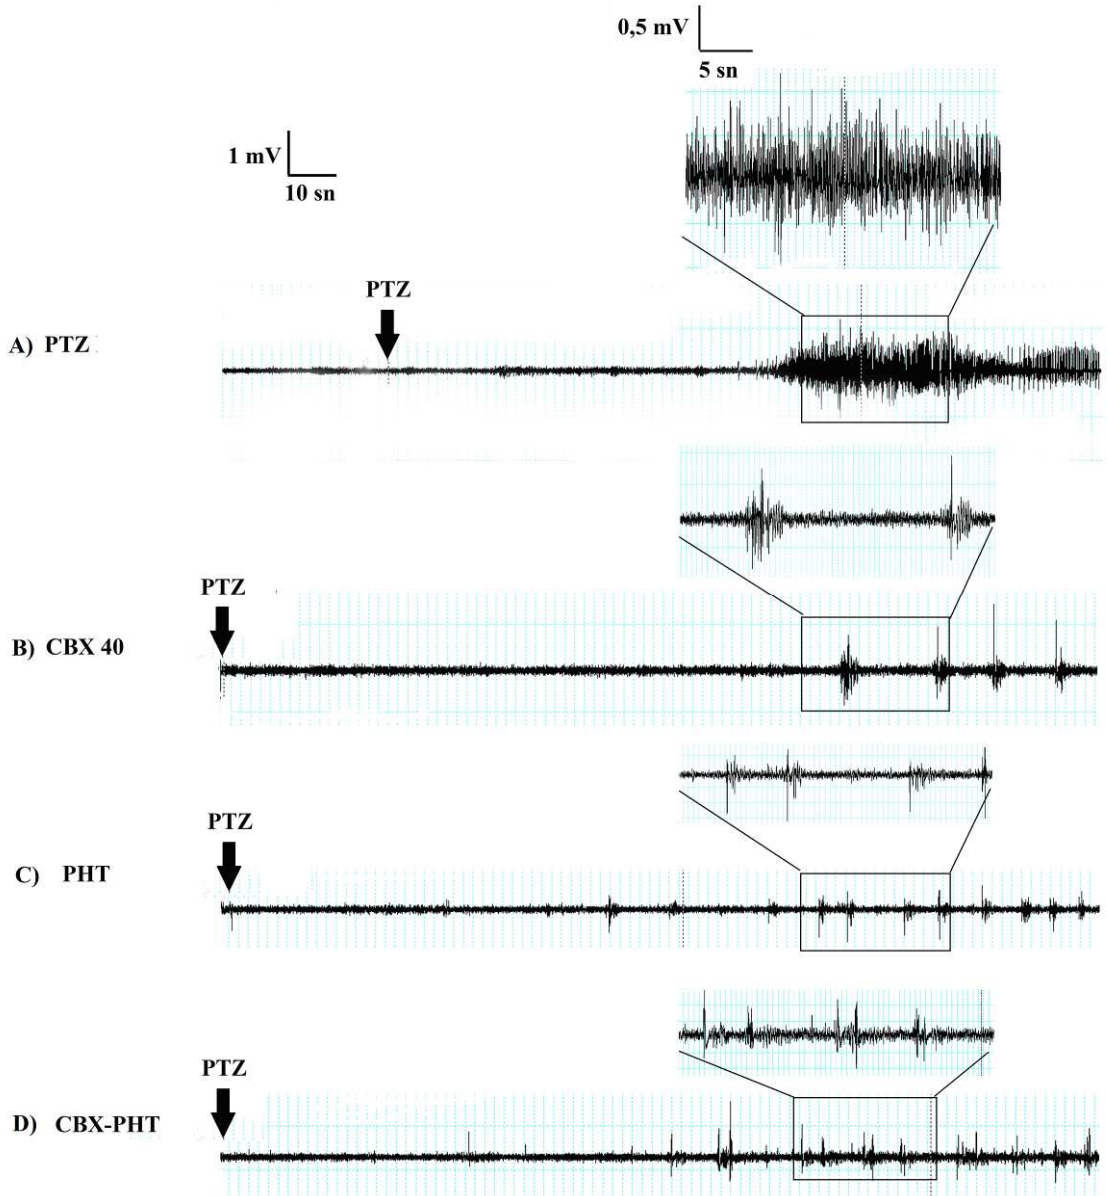 0,5 mV
5 sn
1 mV
10 sn
PTZ
A) PTZ
PTZ
B) CBX 40
PTZ
C) PHT
PTZ
D) CBX-PHT